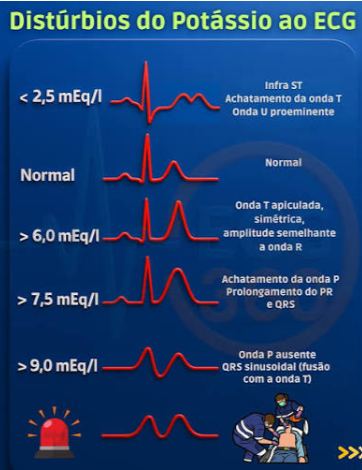 Distúrbios do Potássio ao ECG
< 2,5 mEq/l
Infra ST
Achatamento da onda T
Onda U proeminente
Normal
Normal
> 6,0 mEq/l
Onda T apiculada,
simétrica,
amplitude semelhante
a onda R
> 7,5 mEq/l
Achatamento da onda P
Prolongamento do PR
e QRS
> 9,0 mEq/l
Onda P ausente
QRS sinusoidal (fusão
com a onda T)